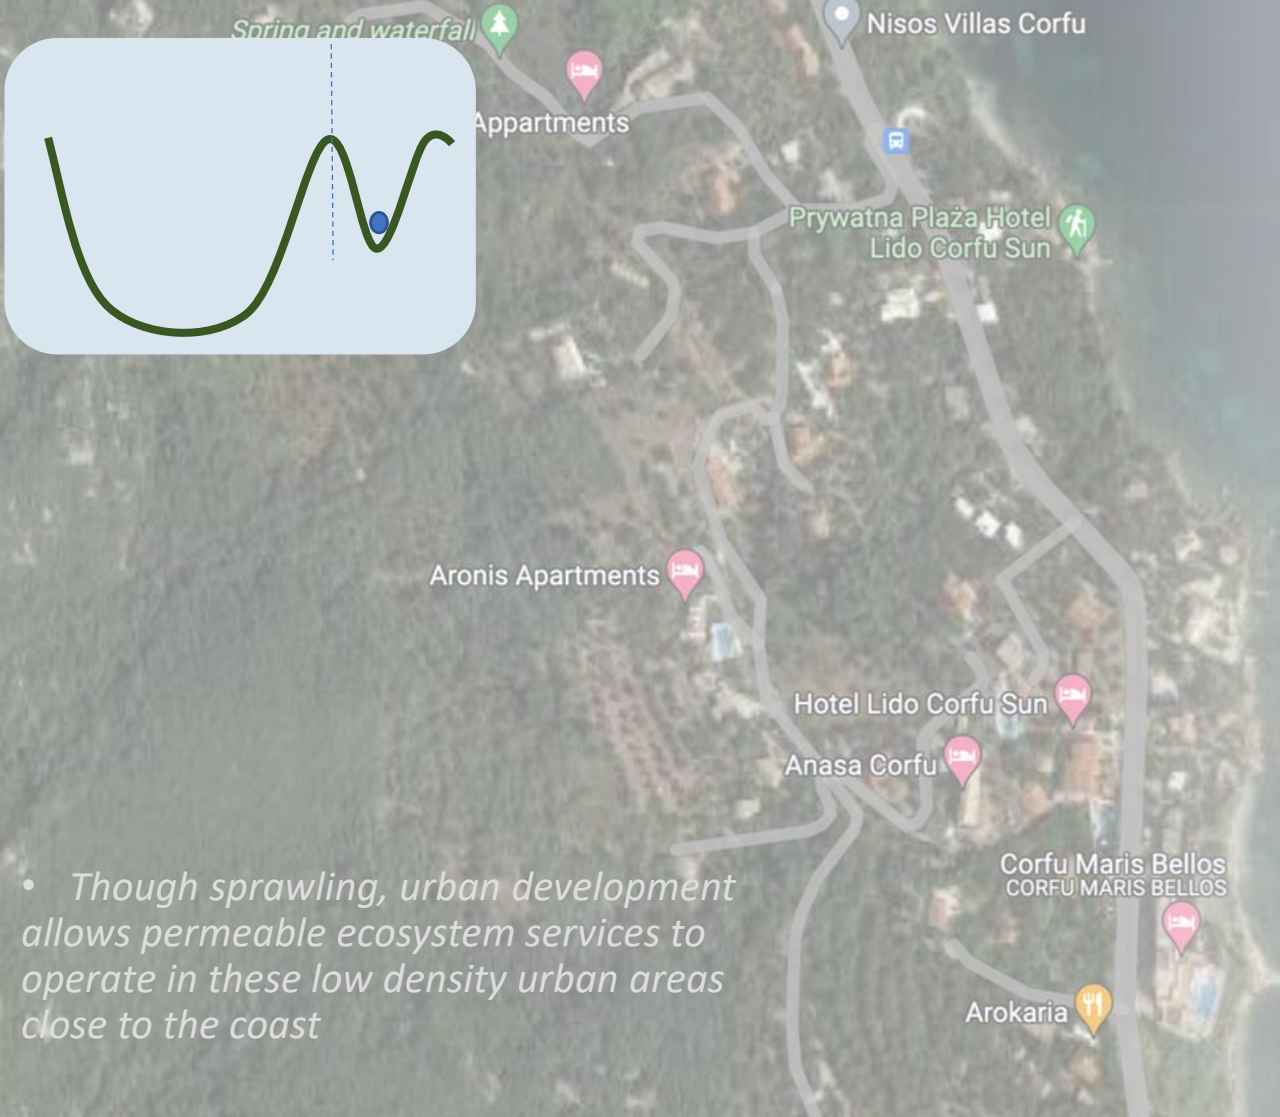 Spring and waterfall
Nisos Villas Corfu
Appartments
Prywatna Plaża Hotel
Lido Corfu Sun
Aronis Apartments
Hotel Lido Corfu Sun
Anasa Corfu
Corfu Maris Bellos
CORFU MARIS BELLOS
Arokaria
• Though sprawling, urban development
allows permeable ecosystem services to
operate in these low density urban areas
close to the coast